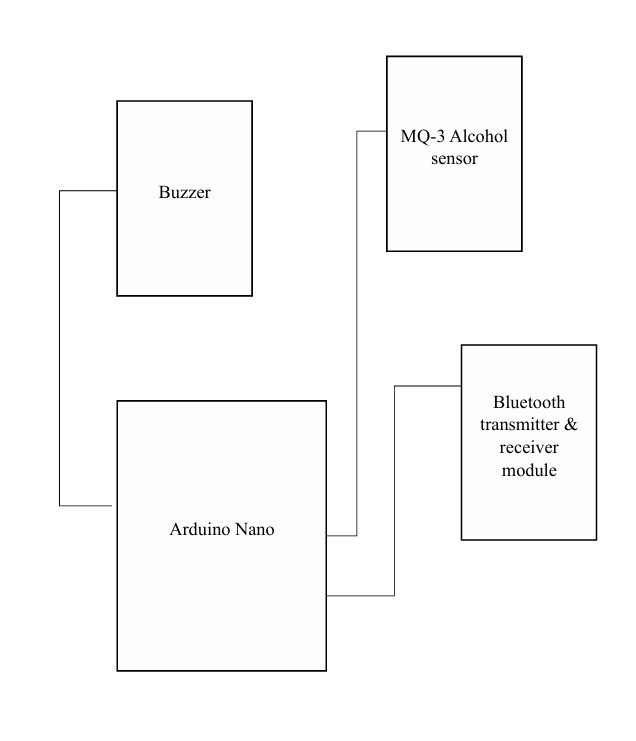 MQ-3 Alcohol
sensor
Buzzer
Bluetooth
transmitter &
receiver
module
Arduino Nano